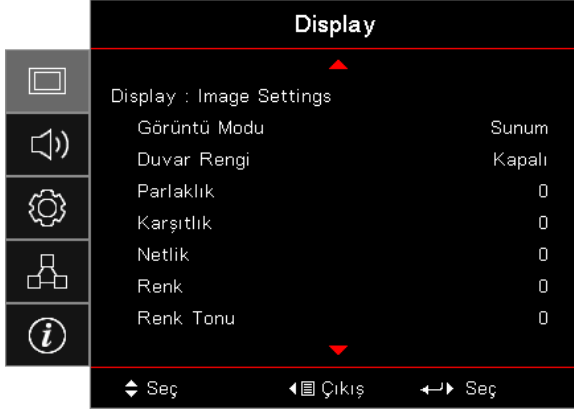 Display
Display : Image Settings
Görüntü Modu Sunum
Duvar Rengi Kapalı
Parlaklık 0
Karşıtlık 0
Netlik 0
Renk 0
Renk Tonu 0
Seç Çıkış Seç